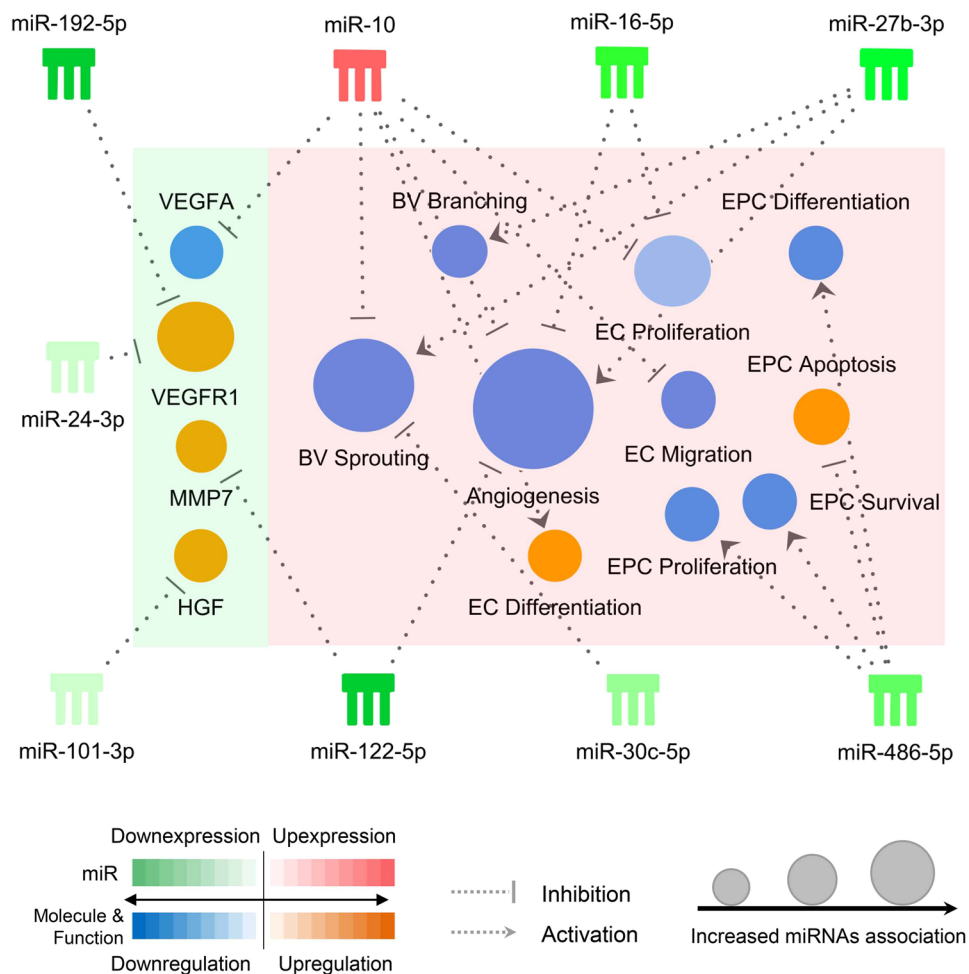 miR-192-5p
miR-10
miR-16-5p
miR-27b-3p
VEGFA
BV Branching
EPC Differentiation
EC Proliferation
EPC Apoptosis
VEGFR1
miR-24-3p
BV Sprouting
EC Migration
MMP7
Angiogenesis
EPC Survival
EPC Proliferation
HGF
EC Differentiation
miR-101-3p
miR-122-5p
miR-30c-5p
miR-486-5p
Downexpression
Upexpression
miR
Molecule &
Function
Downregulation
Upregulation
Inhibition
Activation
Increased miRNAs association